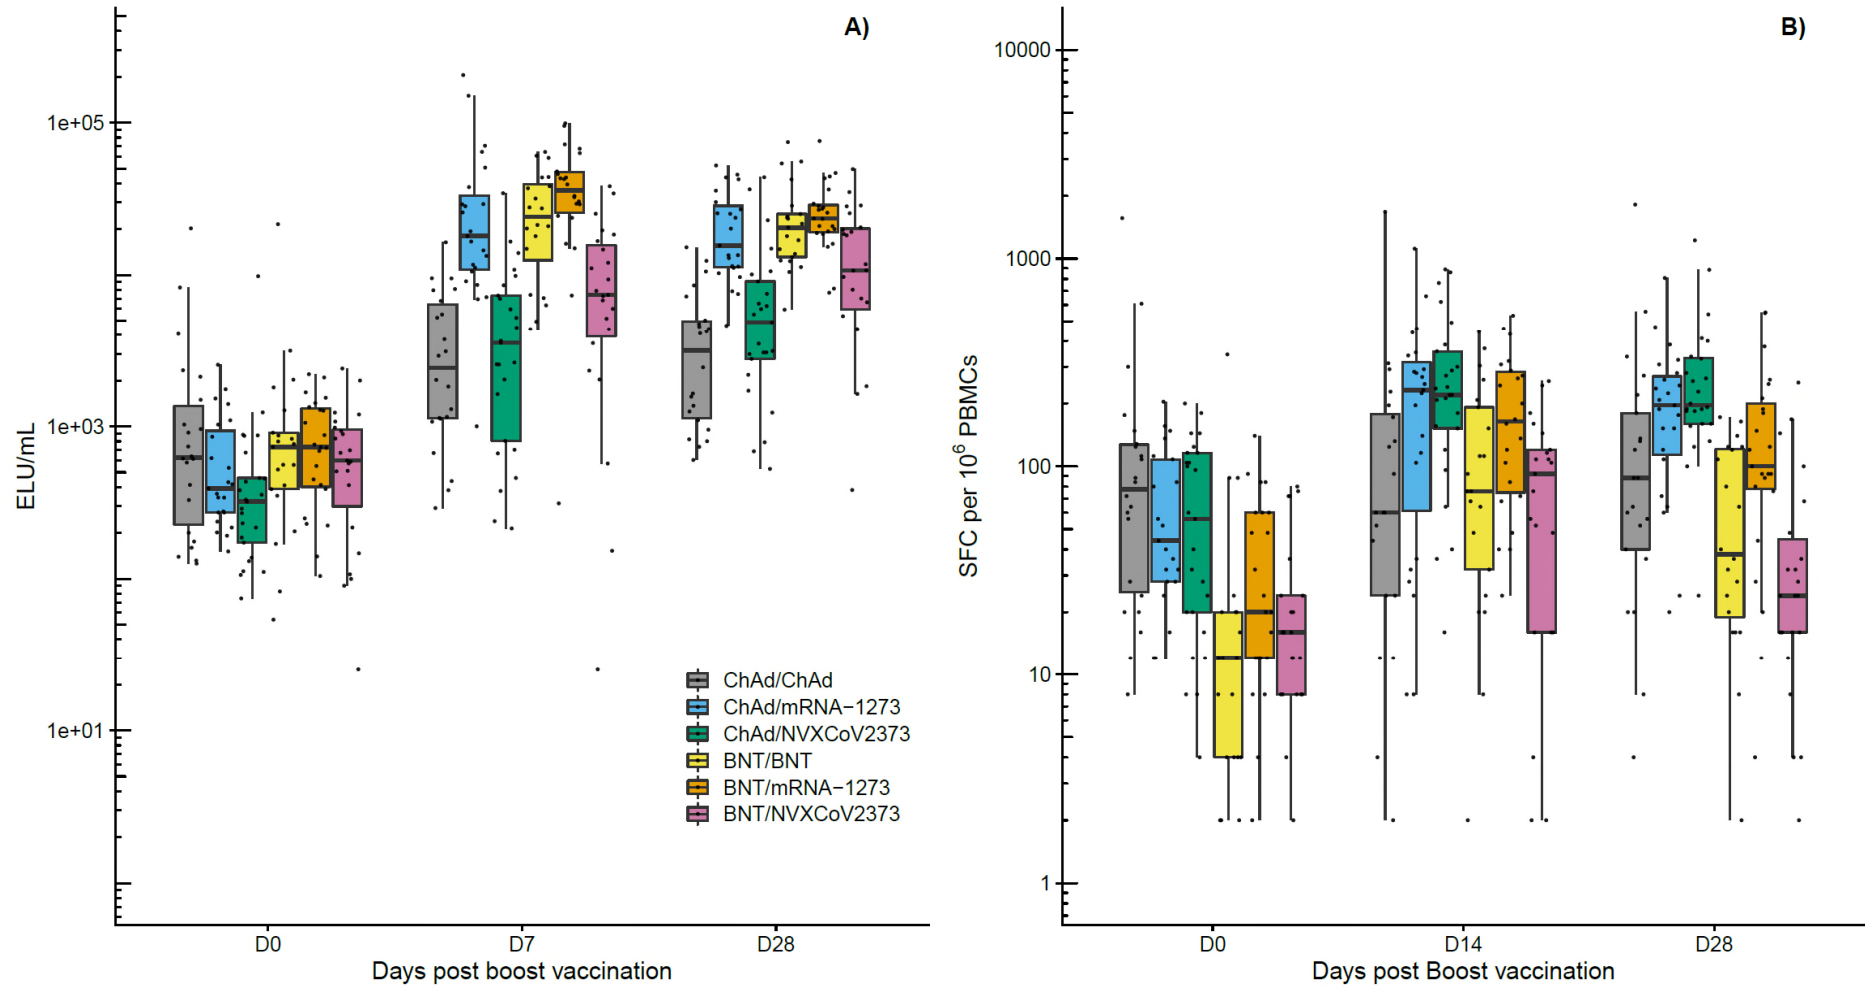 A)
1e+05
1e+03
1e+01
ELU/mL
ChAd/ChAd
ChAd/mRNA−1273
ChAd/NVXCoV2373
BNT/BNT
BNT/mRNA−1273
BNT/NVXCoV2373
D0 D7 D28
Days post boost vaccination
B)
10000
1000
100
10
1
SFC per 10⁶ PBMCs
D0 D14 D28
Days post Boost vaccination